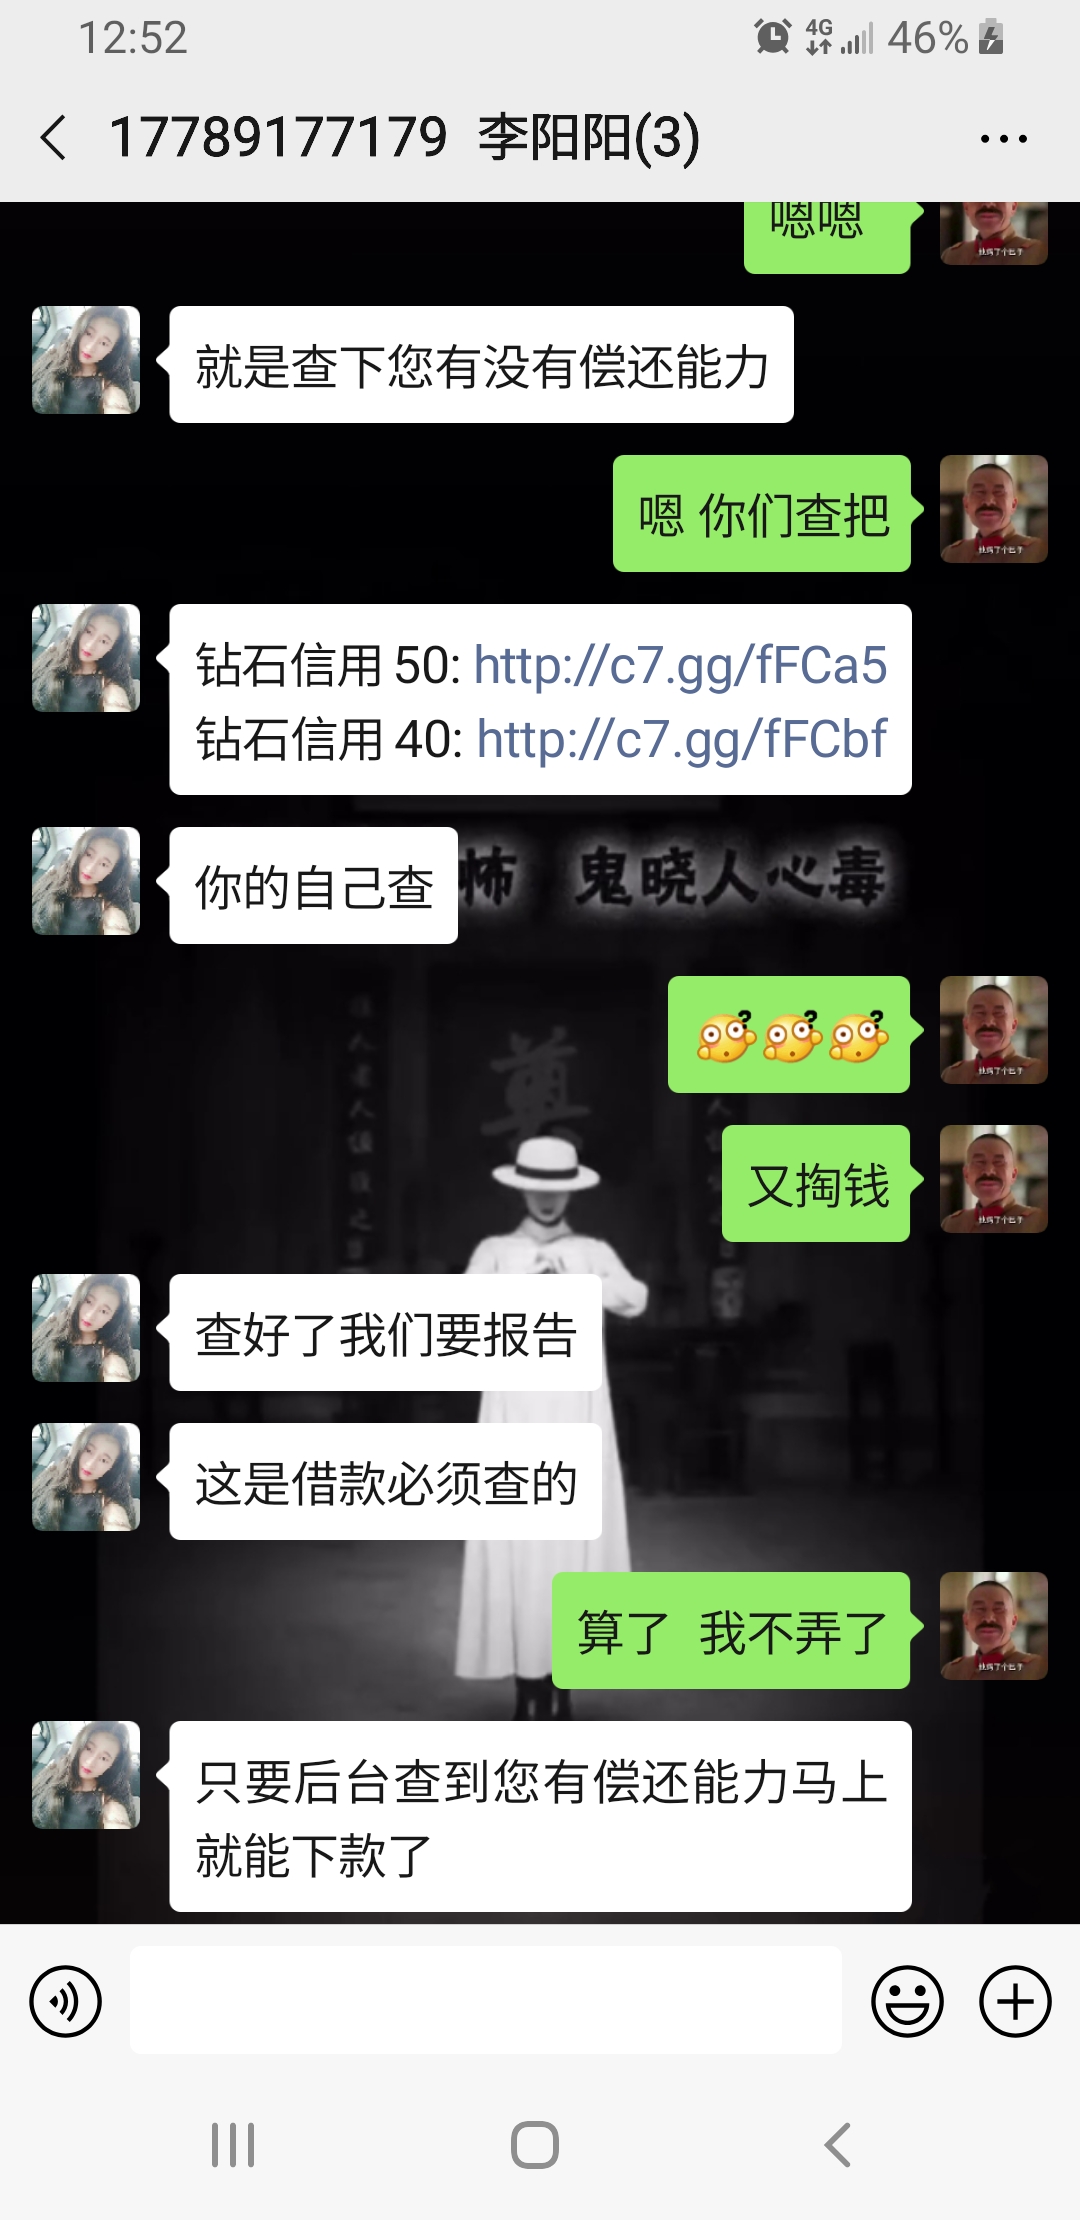 12:52
4G
46%
17789177179 李阳阳(3)
嗯嗯
就是查下您有没有偿还能力
嗯 你们查把
钻石信用50: http://c7.gg/fFCa5
钻石信用40: http://c7.gg/fFCbf
你的自己查
怖 鬼晓人心毒
奠
又掏钱
查好了我们要报告
这是借款必须查的
算了 我不弄了
只要后台查到您有偿还能力马上
就能下款了